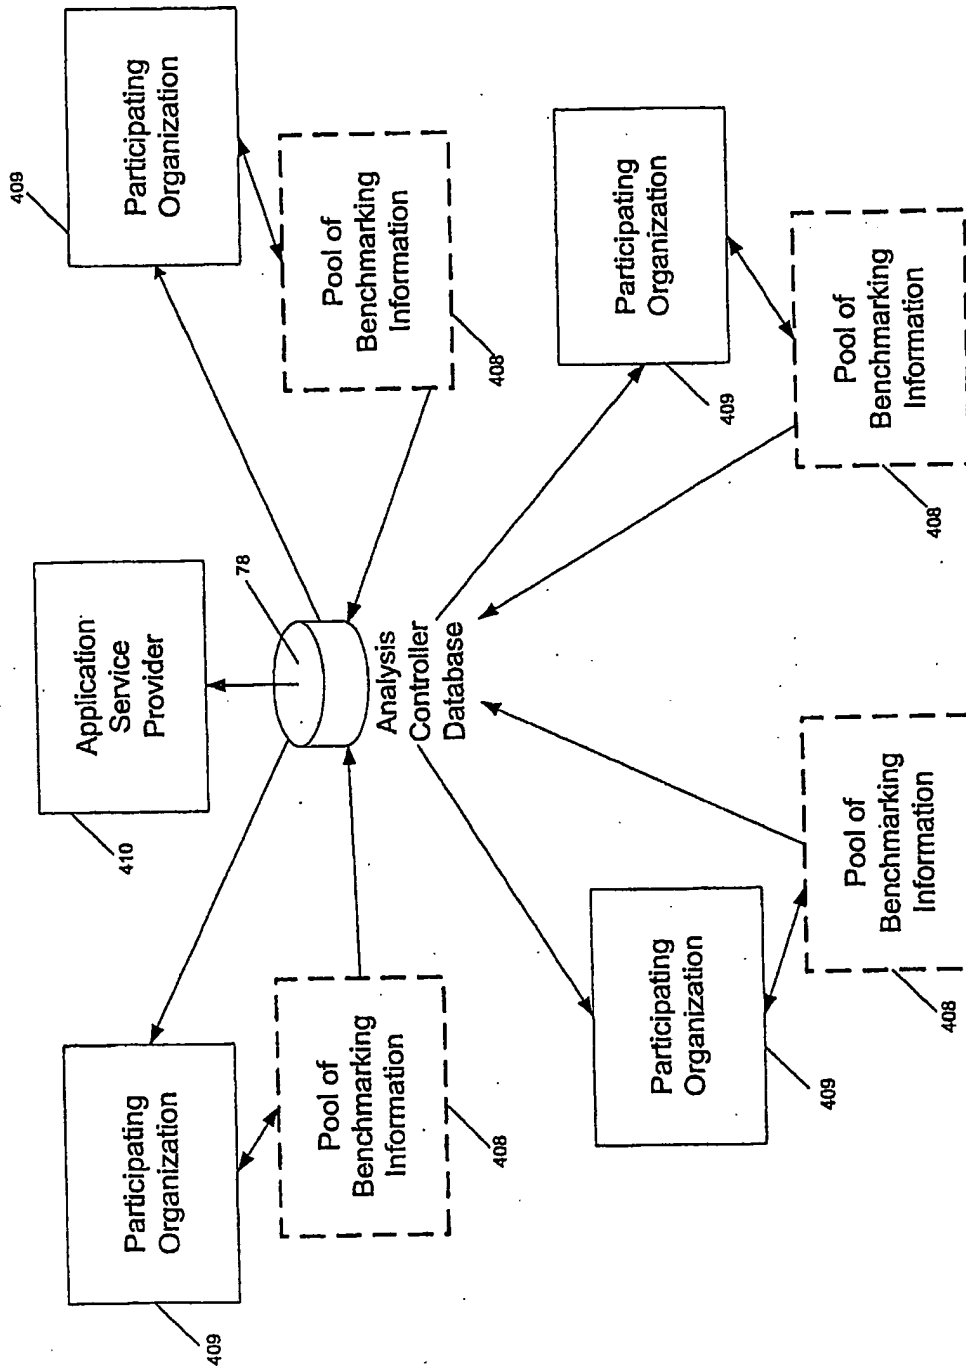 Application
Service
Provider
410
78
Analysis
Controller
Database
Participating
Organization
409
Pool of
Benchmarking
Information
408
Participating
Organization
409
Pool of
Benchmarking
Information
408
Participating
Organization
409
Pool of
Benchmarking
Information
408
Participating
Organization
409
Pool of
Benchmarking
Information
408